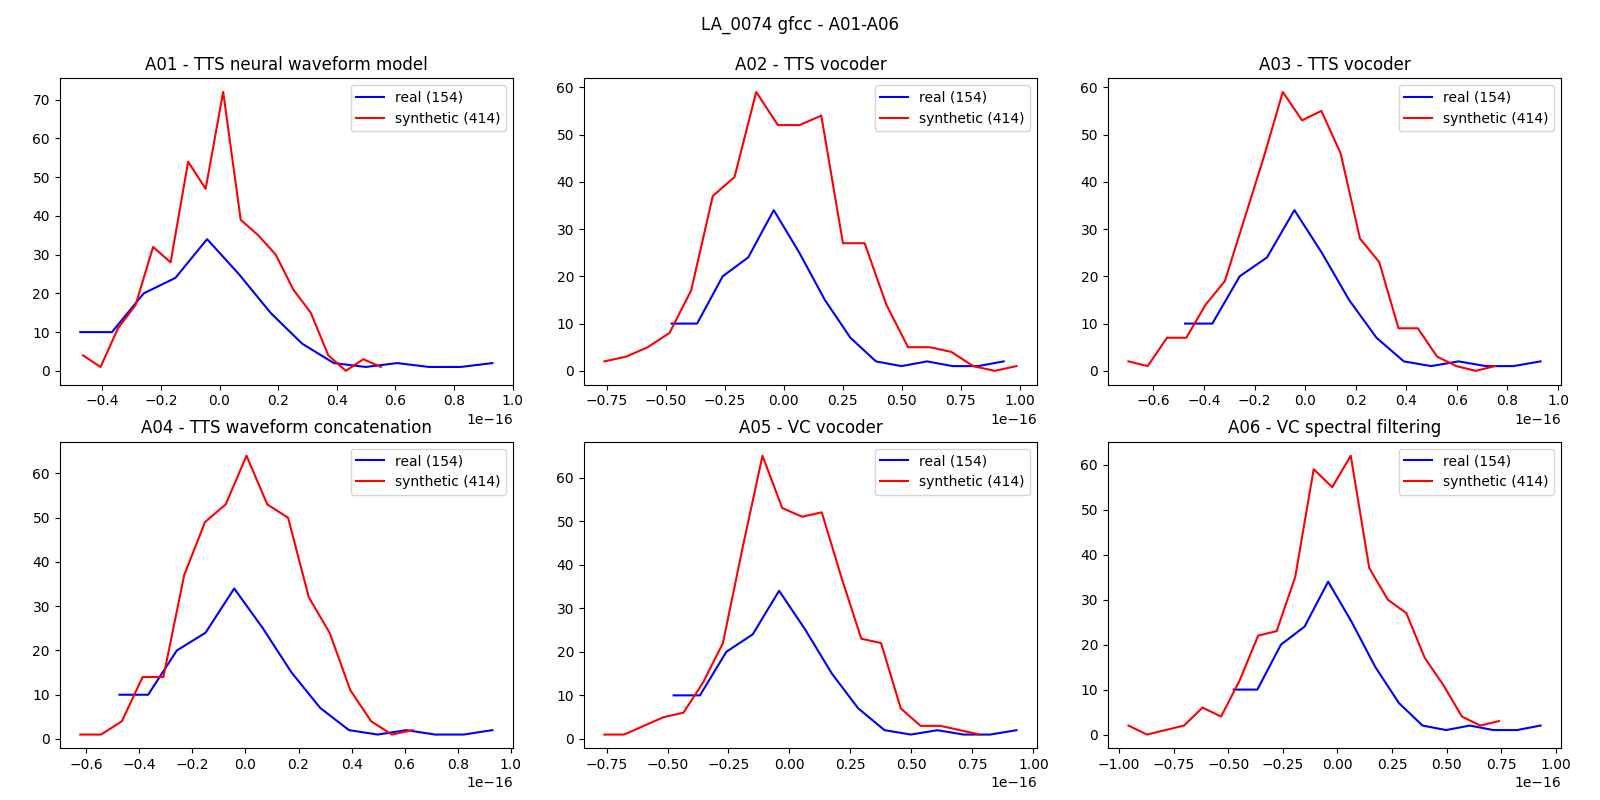 LA_0074 gfcc - A01-A06
A01 - TTS neural waveform model
real (154)
synthetic (414)
70
60
50
40
30
20
10
0
−0.4 −0.2 0.0 0.2 0.4 0.6 0.8 1.0
1e−16
A02 - TTS vocoder
real (154)
synthetic (414)
60
50
40
30
20
10
0
−0.75 −0.50 −0.25 0.00 0.25 0.50 0.75 1.00
1e−16
A03 - TTS vocoder
real (154)
synthetic (414)
60
50
40
30
20
10
0
−0.6 −0.4 −0.2 0.0 0.2 0.4 0.6 0.8 1.0
1e−16
A04 - TTS waveform concatenation
real (154)
synthetic (414)
60
50
40
30
20
10
0
−0.6 −0.4 −0.2 0.0 0.2 0.4 0.6 0.8 1.0
1e−16
A05 - VC vocoder
real (154)
synthetic (414)
60
50
40
30
20
10
0
−0.75 −0.50 −0.25 0.00 0.25 0.50 0.75 1.00
1e−16
A06 - VC spectral filtering
real (154)
synthetic (414)
60
50
40
30
20
10
0
−1.00 −0.75 −0.50 −0.25 0.00 0.25 0.50 0.75 1.00
1e−16